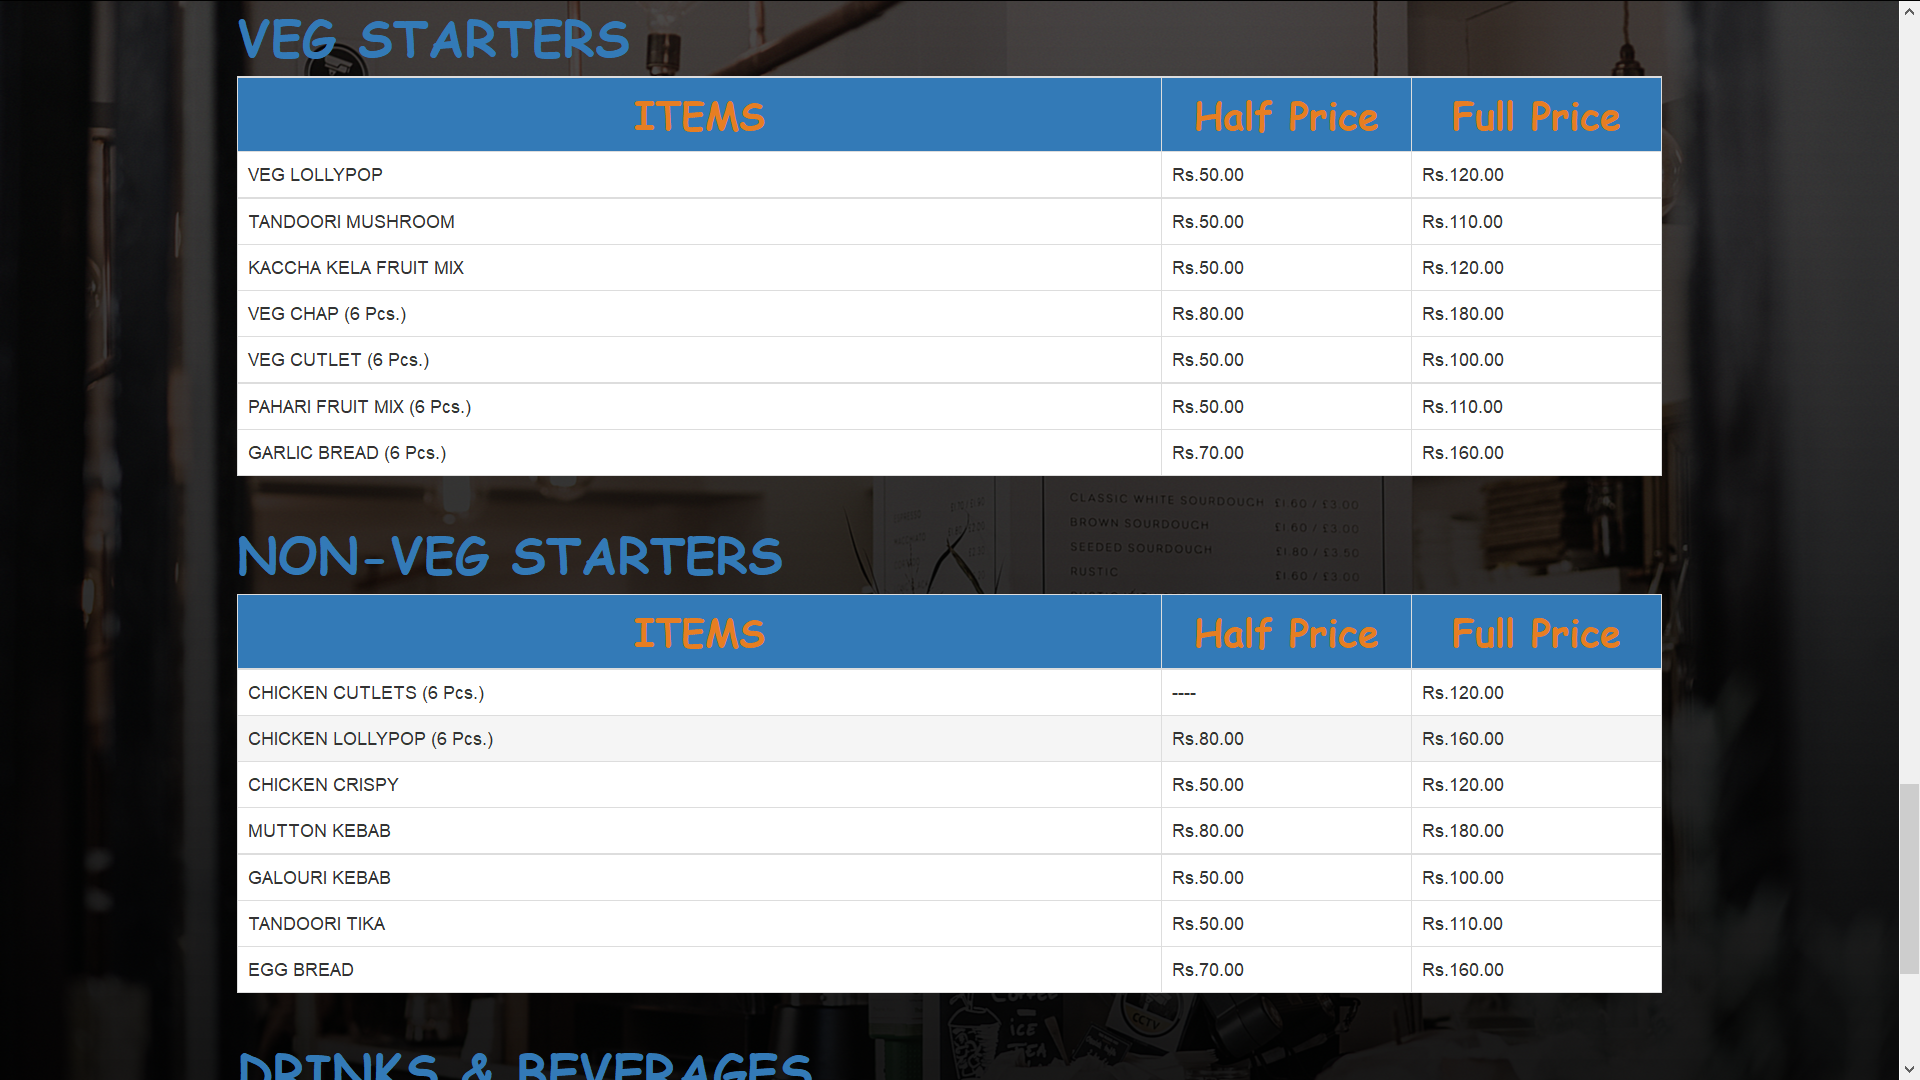 VEG STARTERS
ITEMS Half Price Full Price
VEG LOLLYPOP Rs.50.00 Rs.120.00
TANDOORI MUSHROOM Rs.50.00 Rs.110.00
KACCHA KELA FRUIT MIX Rs.50.00 Rs.120.00
VEG CHAP (6 Pcs.) Rs.80.00 Rs.180.00
VEG CUTLET (6 Pcs.) Rs.50.00 Rs.100.00
PAHARI FRUIT MIX (6 Pcs.) Rs.50.00 Rs.110.00
GARLIC BREAD (6 Pcs.) Rs.70.00 Rs.160.00
CLASSIC WHITE SOURDOUGH £1.60 / £3.00
BROWN SOURDOUGH £1.60 / £3.00
SEEDED SOURDOUGH £1.80 / £3.50
RUSTIC £1.60 / £3.00
NON-VEG STARTERS
ITEMS Half Price Full Price
CHICKEN CUTLETS (6 Pcs.) ---- Rs.120.00
CHICKEN LOLLYPOP (6 Pcs.) Rs.80.00 Rs.160.00
CHICKEN CRISPY Rs.50.00 Rs.120.00
MUTTON KEBAB Rs.80.00 Rs.180.00
GALOURI KEBAB Rs.50.00 Rs.100.00
TANDOORI TIKA Rs.50.00 Rs.110.00
EGG BREAD Rs.70.00 Rs.160.00
COFFEE
ICE
TEA
CCTV
DRINKS & BEVERAGES